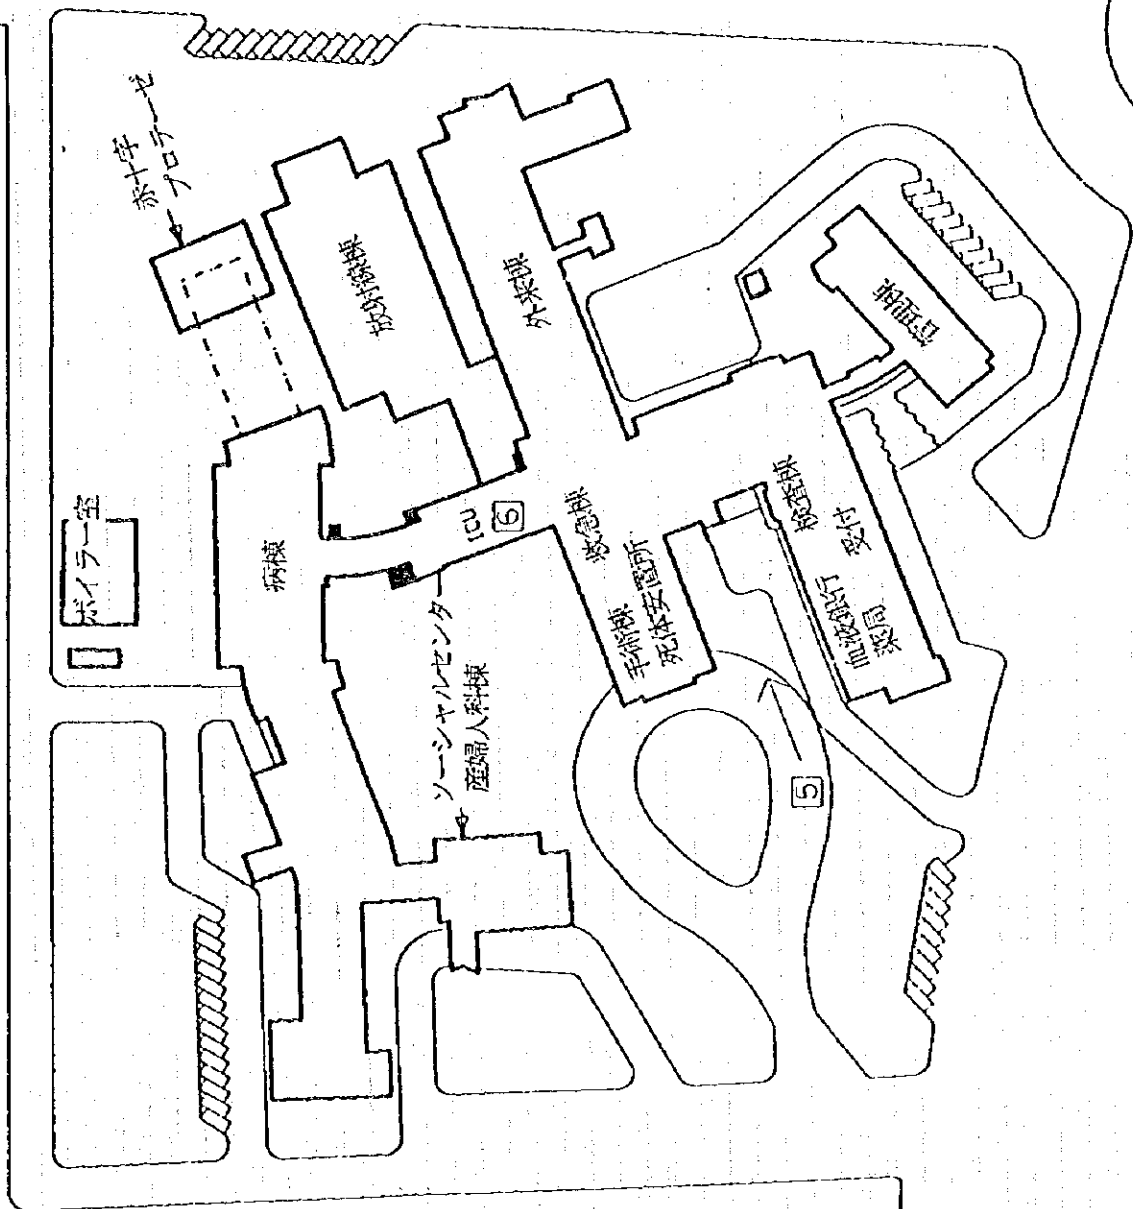 赤十字
プロテーゼ
放射線棟
外来棟
管理棟
ボイラー室
病棟
ICU
6
救急棟
検査棟
受付
手術棟
死体安置所
血液銀行
薬局
ソーシャルセンター
産婦人科棟
5